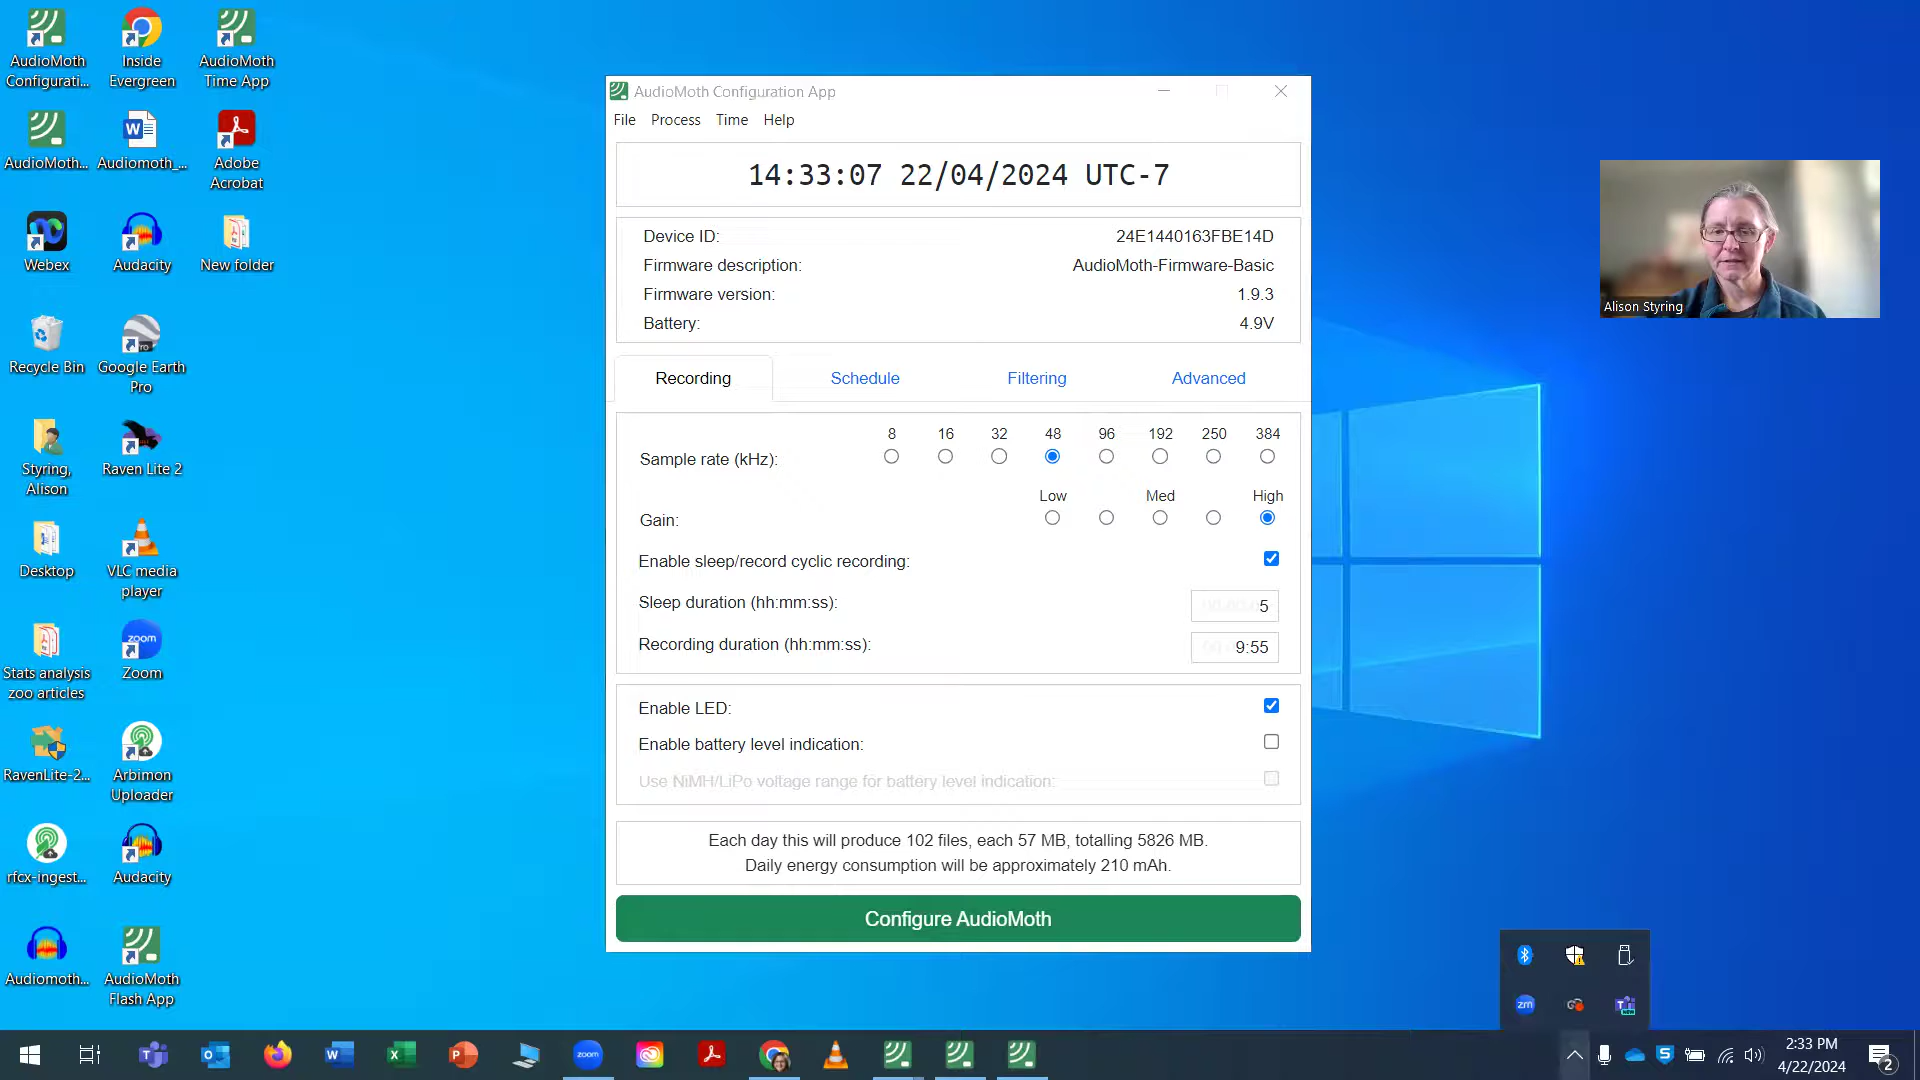 AudioMoth
Configurati...
Inside
Evergreen
AudioMoth
Time App
AudioMoth...
Audiomoth_...
Adobe
Acrobat
Webex
Audacity
New folder
Recycle Bin
Google Earth
Pro
Styring,
Alison
Raven Lite 2
Desktop
VLC media
player
Stats analysis
zoo articles
zoom
Zoom
RavenLite-2...
Arbimon
Uploader
rfcx-ingest...
Audacity
Audiomoth...
AudioMoth
Flash App
AudioMoth Configuration App
File Process Time Help
14:33:07 22/04/2024 UTC-7
Device ID: 24E1440163FBE14D
Firmware description: AudioMoth-Firmware-Basic
Firmware version: 1.9.3
Battery: 4.9V
Recording Schedule Filtering Advanced
8 16 32 48 96 192 250 384
Sample rate (kHz):
Low Med High
Gain:
Enable sleep/record cyclic recording:
Sleep duration (hh:mm:ss): 5
Recording duration (hh:mm:ss): 9:55
Enable LED:
Enable battery level indication:
Use NiMH/LiPo voltage range for battery level indication:
Each day this will produce 102 files, each 57 MB, totalling 5826 MB.
Daily energy consumption will be approximately 210 mAh.
Configure AudioMoth
Alison Styring
zm
zoom
2:33 PM
4/22/2024
2